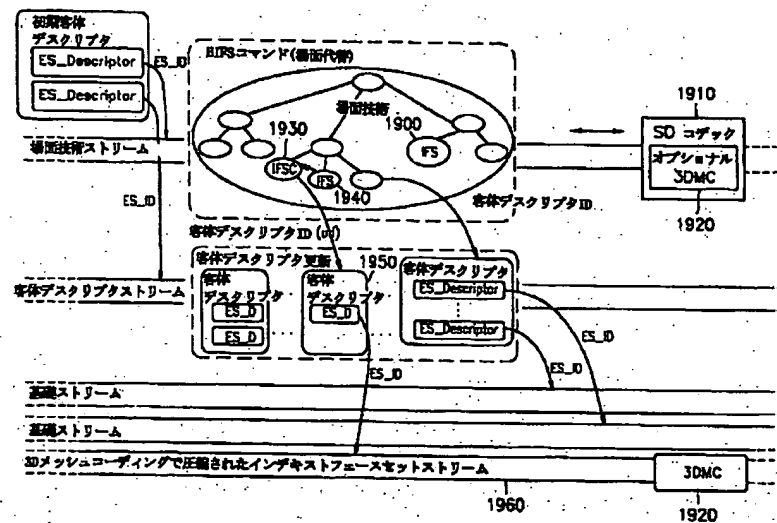 初期客体
デスクリプタ
ES_Descriptor
ES_Descriptor
ES_ID
BIFSコマンド(場面代替)
場面技術
1930
1900
IFS
IFSC
IFS
1940
場面技術ストリーム
ES_ID
客体デスクリプタID
客体デスクリプタID
1910
SD コデック
オプショナル
3DMC
1920
客体デスクリプタ更新
1950
客体デスクリプタストリーム
客体
デスクリプタ
ES_D
ES_D
客体
デスクリプタ
ES_D
客体デスクリプタ
ES_Descriptor
ES_Descriptor
ES_ID
ES_ID
ES_ID
基礎ストリーム
基礎ストリーム
3Dメッシュコーディングで圧縮されたインデキストフェースセットストリーム
1960
3DMC
1920